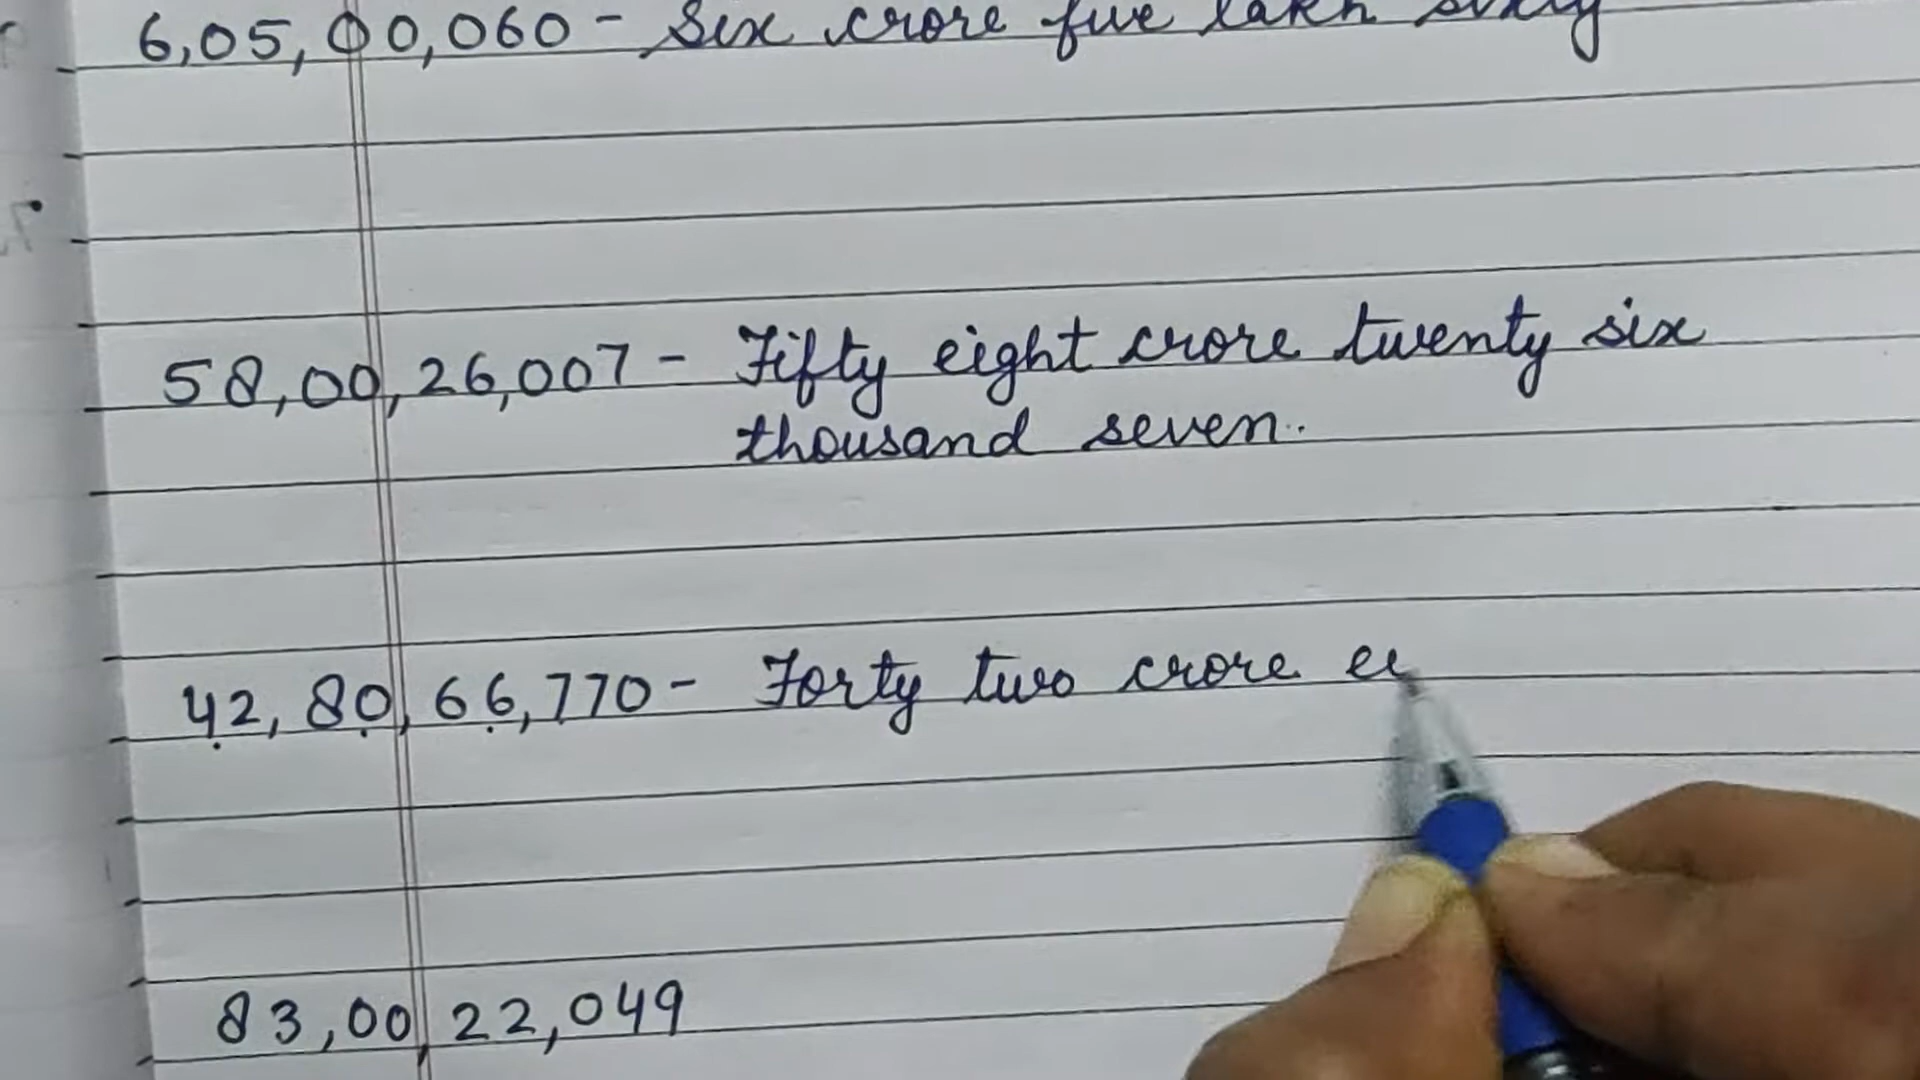 6,05,00,060 - Six crore five lakh sixty
58,00,26,007 - Fifty eight crore twenty six
thousand seven.
42,80,66,770 - Forty two crore
83,00,22,049